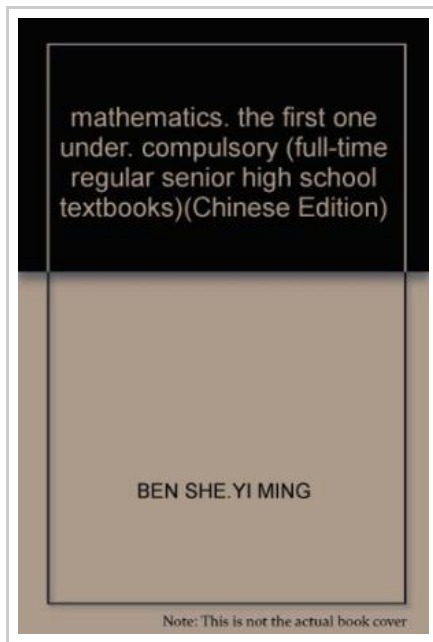 mathematics. the first one
under. compulsory (full-time
regular senior high school
textbooks)(Chinese Edition)
BEN SHE.YI MING
Note: This is not the actual book cover